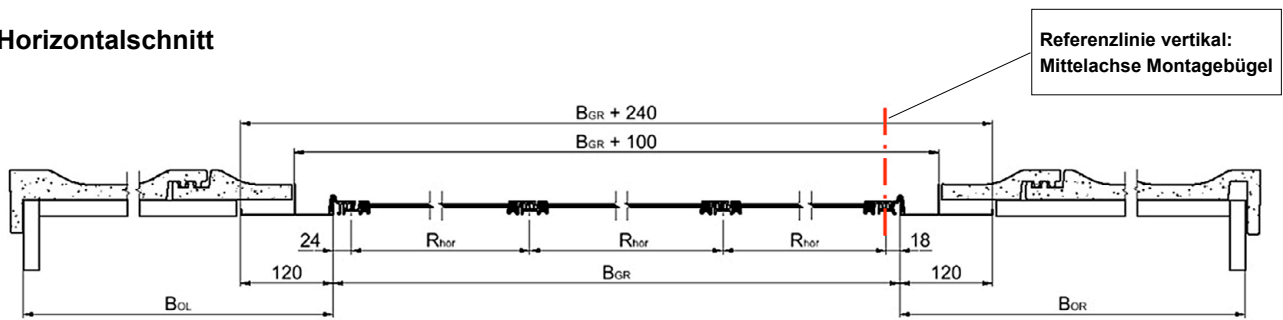 Horizontalschnitt
Referenzlinie vertikal:
Mittelachse Montagebügel
BGR + 240
BGR + 100
24 Rhor Rhor Rhor 18
120 BGR 120
BOL BOR